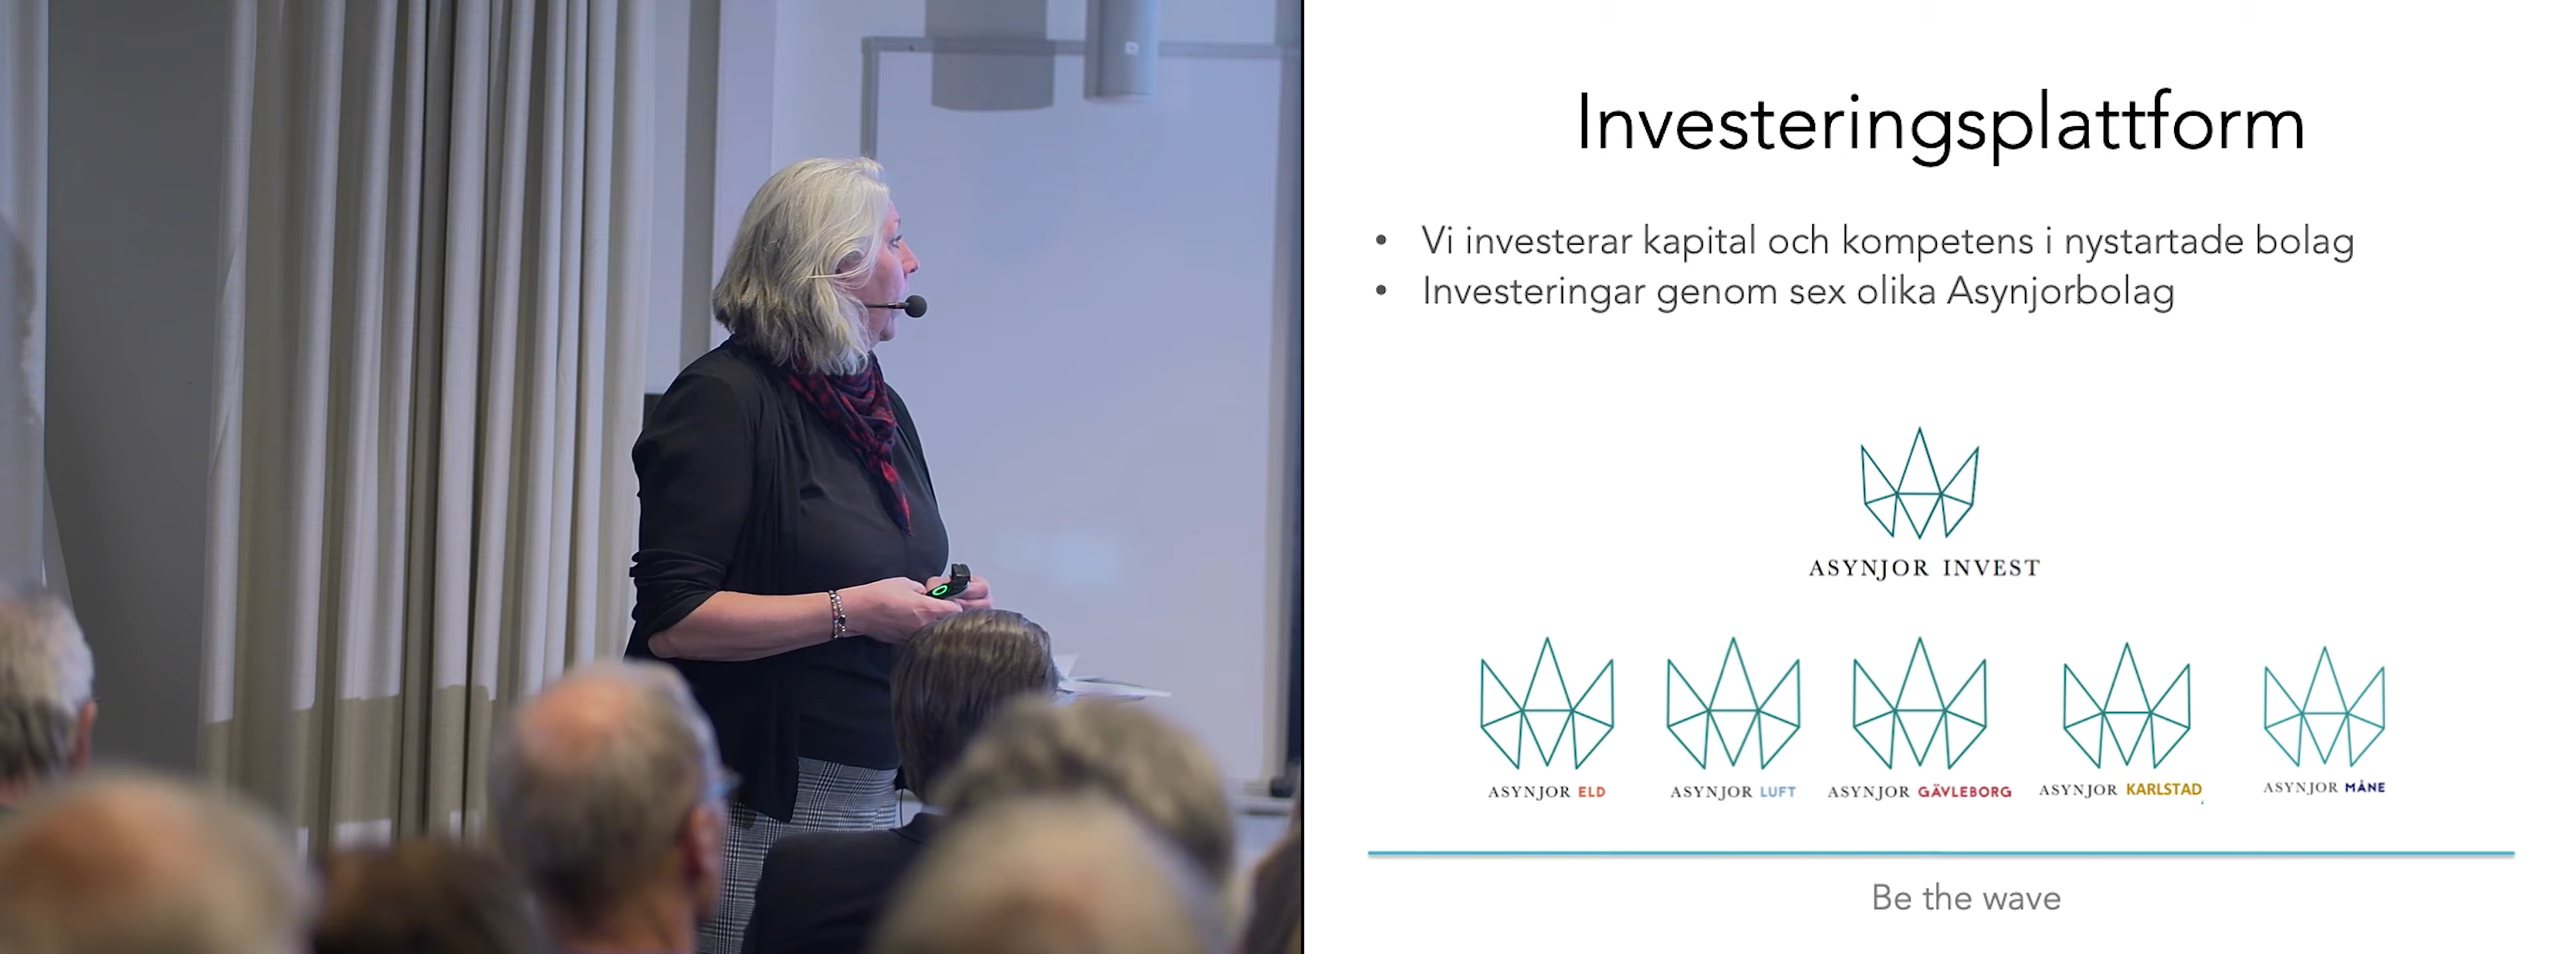 Investeringsplattform
• Vi investerar kapital och kompetens i nystartade bolag
• Investeringar genom sex olika Asynjorbolag
ASYNJOR INVEST
ASYNJOR ELD
ASYNJOR LUFT
ASYNJOR GÄVLEBORG
ASYNJOR KARLSTAD
ASYNJOR MÅNE
Be the wave